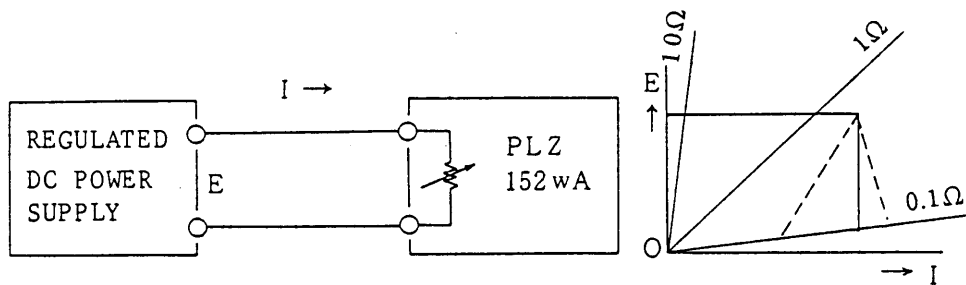 I →
REGULATED
DC POWER
SUPPLY
E
PLZ
152wA
10Ω
1Ω
E
↑
0.1Ω
O
→ I